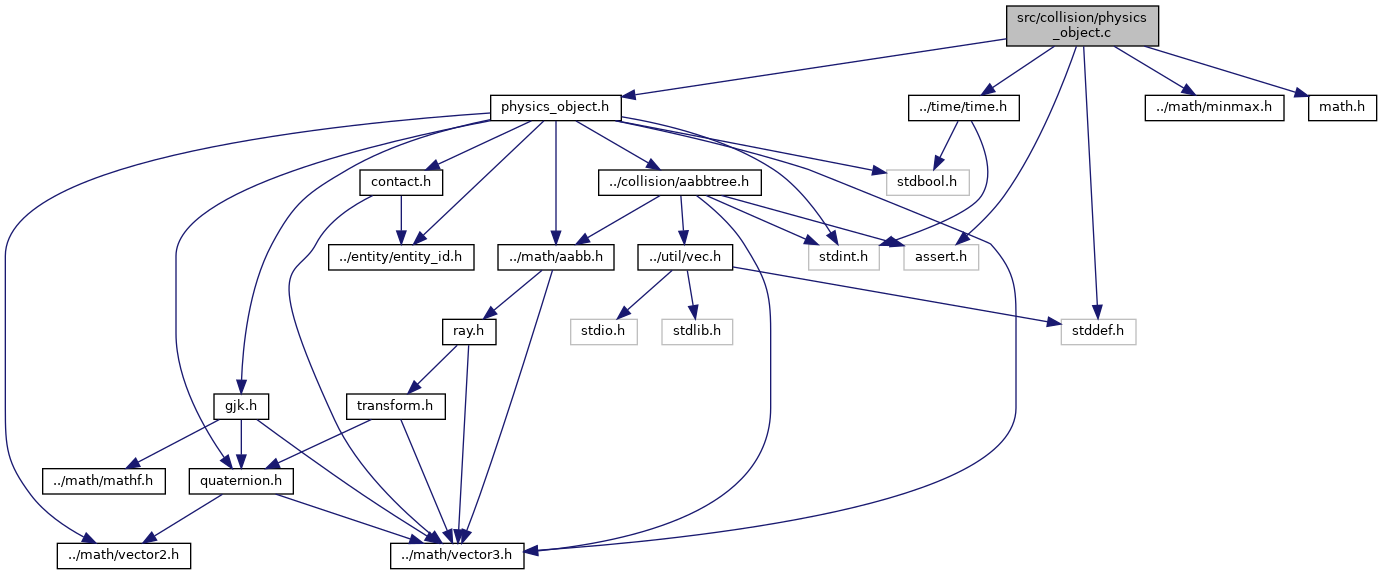 src/collision/physics
_object.c
physics_object.h
../time/time.h
../math/minmax.h
math.h
contact.h
../collision/aabbtree.h
stdbool.h
../entity/entity_id.h
../math/aabb.h
../util/vec.h
stdint.h
assert.h
ray.h
stdio.h
stdlib.h
stddef.h
gjk.h
transform.h
../math/mathf.h
quaternion.h
../math/vector2.h
../math/vector3.h